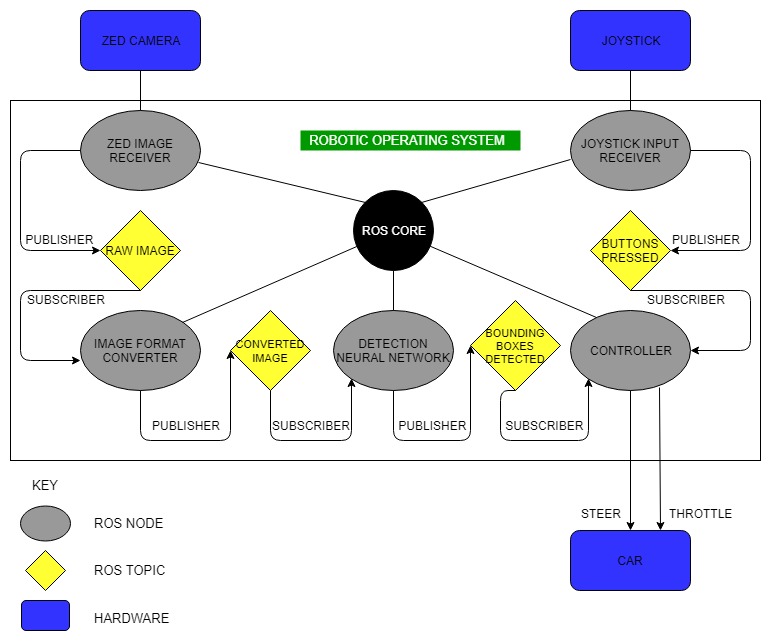 ZED CAMERA
JOYSTICK
ROBOTIC OPERATING SYSTEM
ZED IMAGE
RECEIVER
JOYSTICK INPUT
RECEIVER
ROS CORE
PUBLISHER
RAW IMAGE
BUTTONS
PRESSED
PUBLISHER
SUBSCRIBER
SUBSCRIBER
IMAGE FORMAT
CONVERTER
CONVERTED
IMAGE
DETECTION
NEURAL NETWORK
BOUNDING
BOXES
DETECTED
CONTROLLER
PUBLISHER
SUBSCRIBER
PUBLISHER
SUBSCRIBER
KEY
ROS NODE
ROS TOPIC
HARDWARE
STEER
THROTTLE
CAR